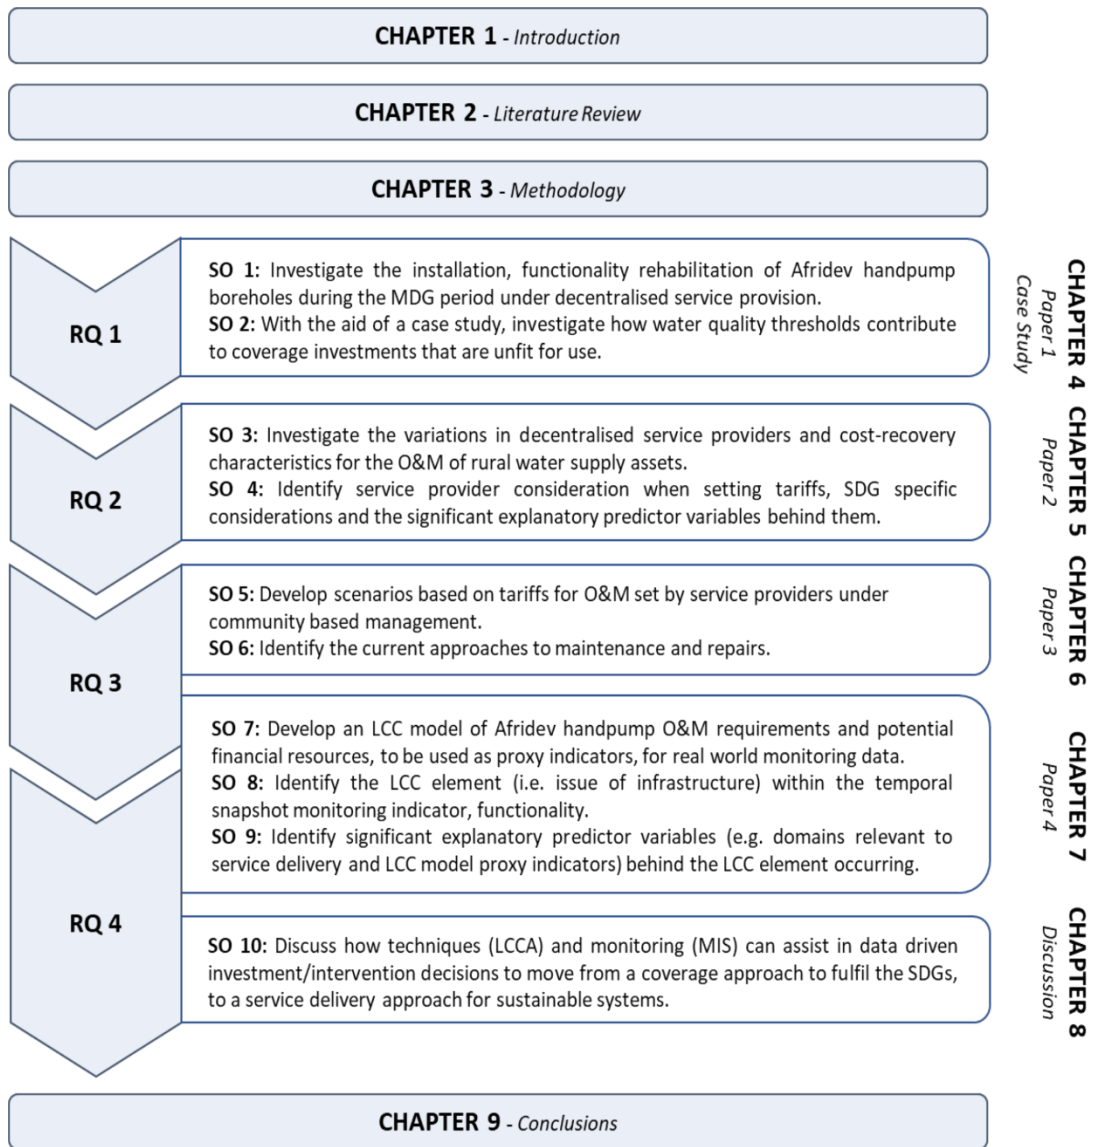 CHAPTER 1 - Introduction
CHAPTER 2 - Literature Review
CHAPTER 3 - Methodology
RQ 1
SO 1: Investigate the installation, functionality rehabilitation of Afridev handpump
boreholes during the MDG period under decentralised service provision.
SO 2: With the aid of a case study, investigate how water quality thresholds contribute
to coverage investments that are unfit for use.
CHAPTER 4
Paper 1
Case Study
RQ 2
SO 3: Investigate the variations in decentralised service providers and cost-recovery
characteristics for the O&M of rural water supply assets.
SO 4: Identify service provider consideration when setting tariffs, SDG specific
considerations and the significant explanatory predictor variables behind them.
CHAPTER 5
Paper 2
RQ 3
SO 5: Develop scenarios based on tariffs for O&M set by service providers under
community based management.
SO 6: Identify the current approaches to maintenance and repairs.
CHAPTER 6
Paper 3
SO 7: Develop an LCC model of Afridev handpump O&M requirements and potential
financial resources, to be used as proxy indicators, for real world monitoring data.
SO 8: Identify the LCC element (i.e. issue of infrastructure) within the temporal
snapshot monitoring indicator, functionality.
SO 9: Identify significant explanatory predictor variables (e.g. domains relevant to
service delivery and LCC model proxy indicators) behind the LCC element occurring.
CHAPTER 7
Paper 4
RQ 4
SO 10: Discuss how techniques (LCCA) and monitoring (MIS) can assist in data driven
investment/intervention decisions to move from a coverage approach to fulfil the SDGs,
to a service delivery approach for sustainable systems.
CHAPTER 8
Discussion
CHAPTER 9 - Conclusions